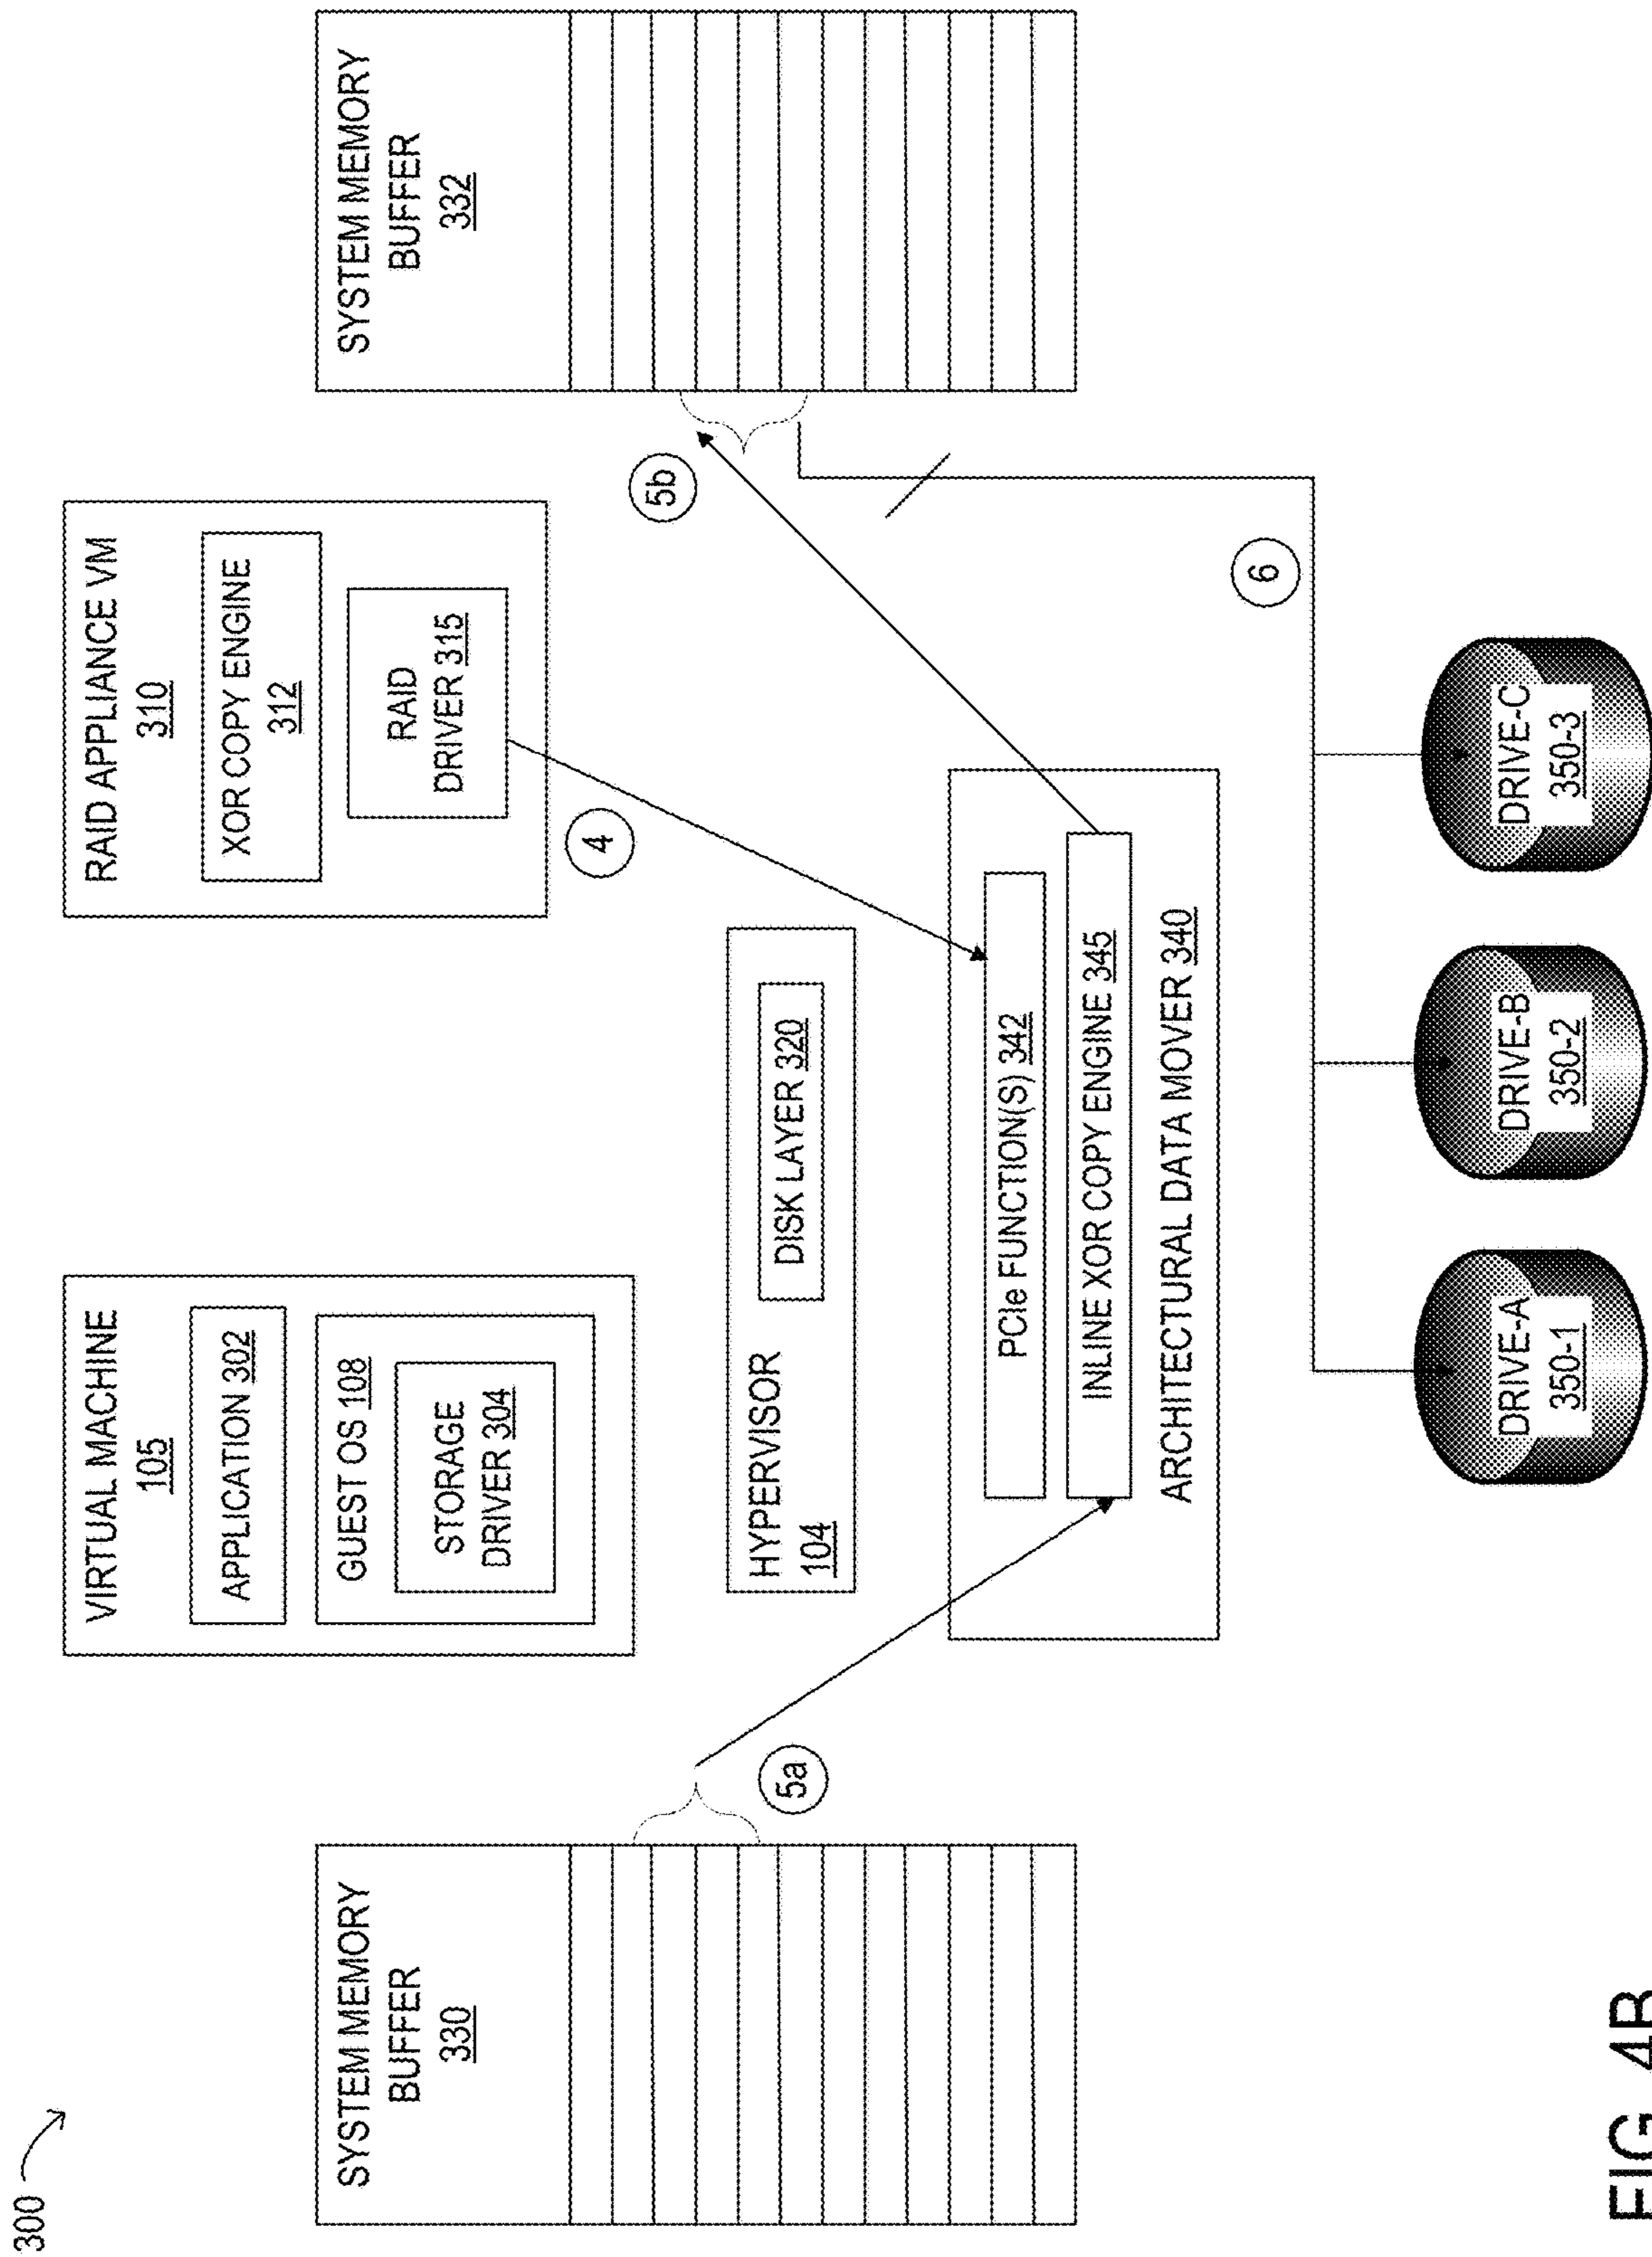 300
SYSTEM MEMORY
BUFFER
330
VIRTUAL MACHINE
105
APPLICATION 302
GUEST OS 108
STORAGE
DRIVER 304
RAID APPLIANCE VM
310
XOR COPY ENGINE
312
RAID
DRIVER 315
SYSTEM MEMORY
BUFFER
332
5a
4
5b
HYPERVISOR
104
DISK LAYER 320
PCIe FUNCTION(S) 342
INLINE XOR COPY ENGINE 345
ARCHITECTURAL DATA MOVER 340
6
DRIVE-A
350-1
DRIVE-B
350-2
DRIVE-C
350-3
FIG. 4B